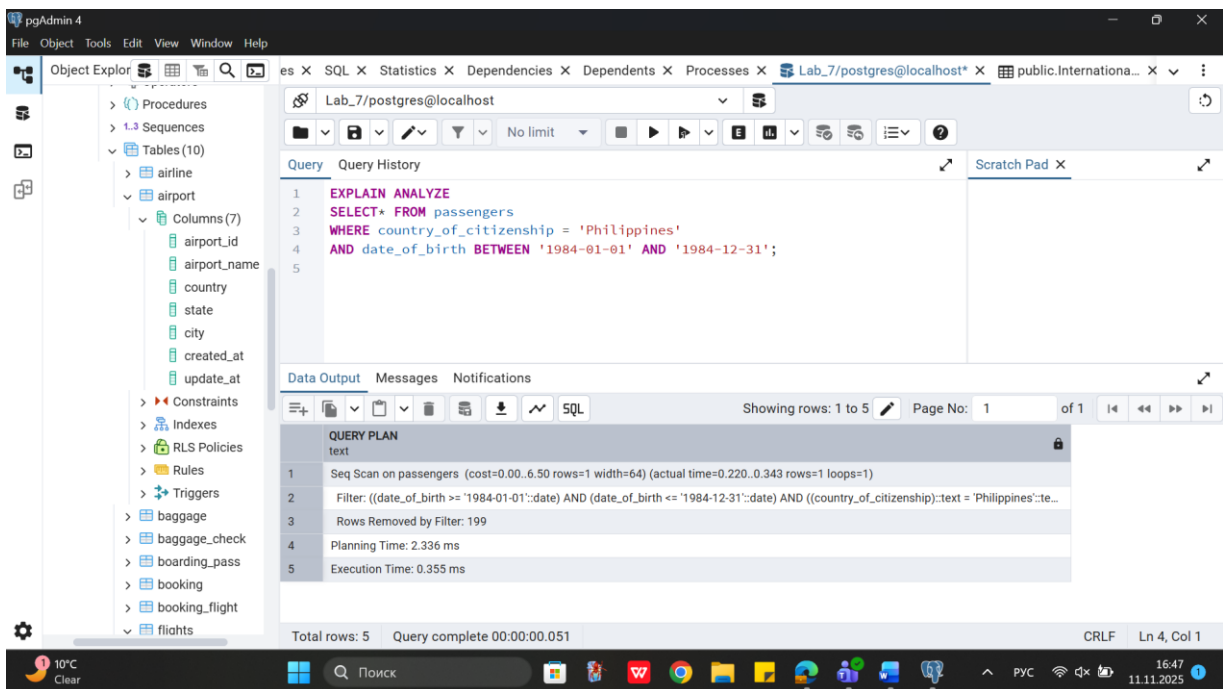 pgAdmin 4
File Object Tools Edit View Window Help
Object Explor
es SQL Statistics Dependencies Dependents Processes Lab_7/postgres@localhost* public.Internationa...
Procedures
1..3 Sequences
Tables (10)
airline
airport
Columns (7)
airport_id
airport_name
country
state
city
created_at
update_at
Constraints
Indexes
RLS Policies
Rules
Triggers
baggage
baggage_check
boarding_pass
booking
booking_flight
flights
Lab_7/postgres@localhost
No limit
E
Query Query History
Scratch Pad
1 EXPLAIN ANALYZE
2 SELECT* FROM passengers
3 WHERE country_of_citizenship = 'Philippines'
4 AND date_of_birth BETWEEN '1984-01-01' AND '1984-12-31';
5
Data Output Messages Notifications
SQL Showing rows: 1 to 5 Page No: 1 of 1
QUERY PLAN
text
1 Seq Scan on passengers (cost=0.00..6.50 rows=1 width=64) (actual time=0.220..0.343 rows=1 loops=1)
2 Filter: ((date_of_birth >= '1984-01-01'::date) AND (date_of_birth <= '1984-12-31'::date) AND ((country_of_citizenship)::text = 'Philippines'::te...
3 Rows Removed by Filter: 199
4 Planning Time: 2.336 ms
5 Execution Time: 0.355 ms
Total rows: 5 Query complete 00:00:00.051 CRLF Ln 4, Col 1
1 10°C
Clear
Поиск
РУС
16:47
11.11.2025
1